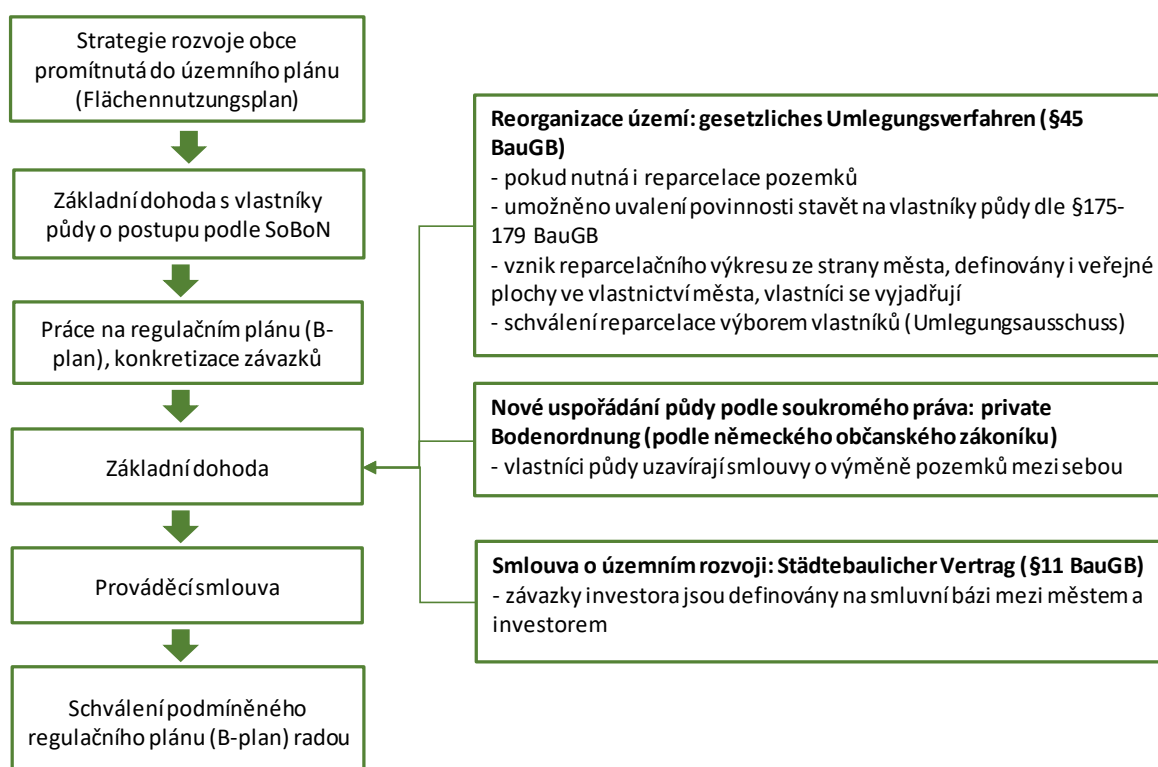 Strategie rozvoje obce
promítnutá do územního plánu
(Flächennutzungsplan)
Základní dohoda s vlastníky
půdy o postupu podle SoBoN
Práce na regulačním plánu (B-
plan), konkretizace závazků
Základní dohoda
Prováděcí smlouva
Schválení podmíněného
regulačního plánu (B-plan) radou
Reorganizace území: gesetzliches Umlegungsverfahren (§45
BauGB)
- pokud nutná i reparcelace pozemků
- umožněno uvalení povinnosti stavět na vlastníky půdy dle §175-
179 BauGB
- vznik reparcelačního výkresu ze strany města, definovány i veřejné
plochy ve vlastnictví města, vlastníci se vyjadřují
- schválení reparcelace výborem vlastníků (Umlegungsausschuss)
Nové uspořádání půdy podle soukromého práva: private
Bodenordnung (podle německého občanského zákoníku)
- vlastníci půdy uzavírají smlouvy o výměně pozemků mezi sebou
Smlouva o územním rozvoji: Städtebaulicher Vertrag (§11 BauGB)
- závazky investora jsou definovány na smluvní bázi mezi městem a
investorem